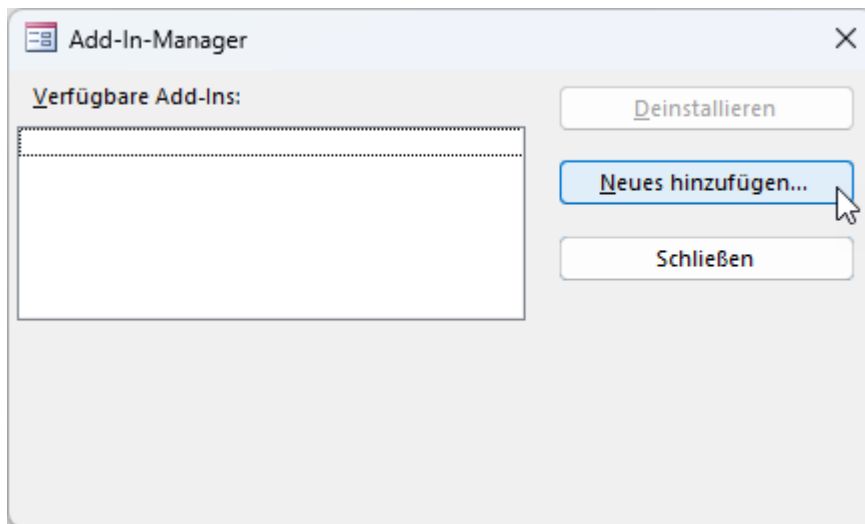 Add-In-Manager
Verfügbare Add-Ins:
Deinstallieren
Neues hinzufügen...
Schließen